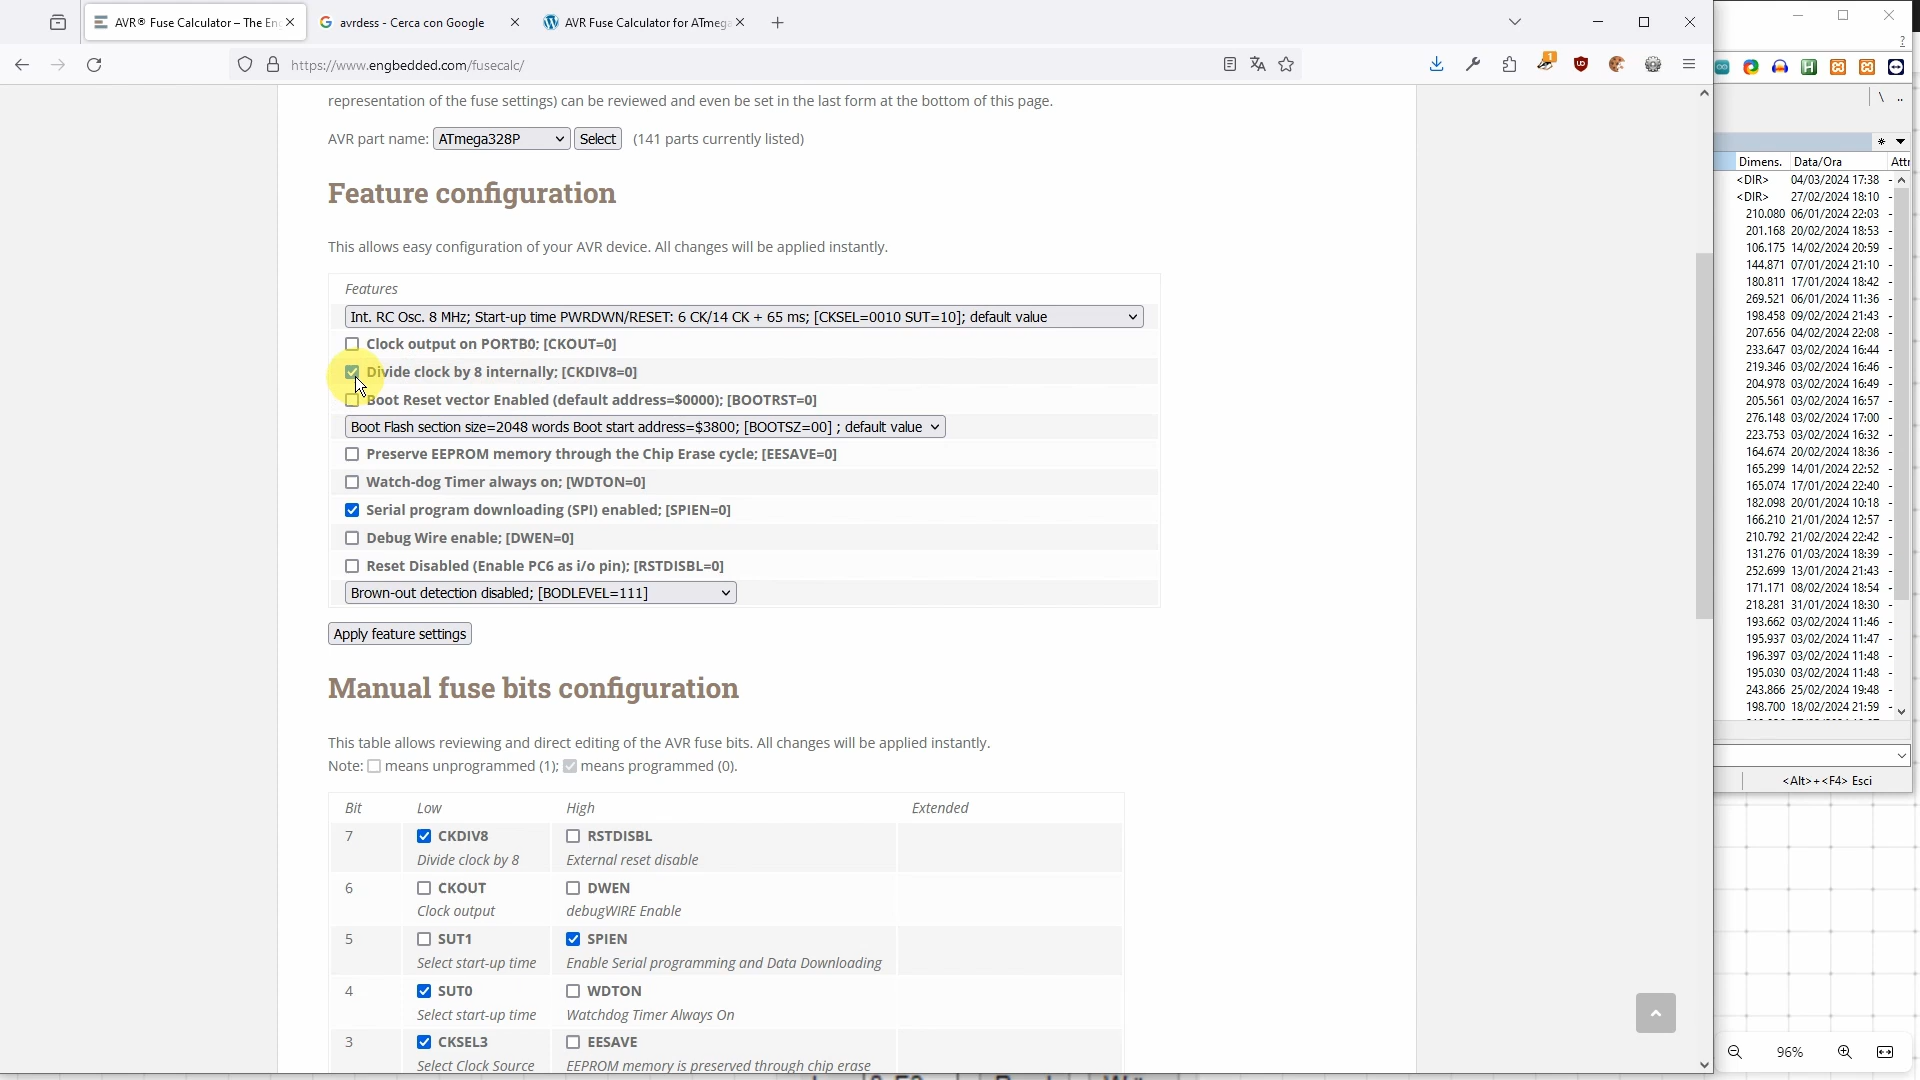 AVR® Fuse Calculator – The En
avrdess - Cerca con Google
AVR Fuse Calculator for ATmega
https://www.engbedded.com/fusecalc/
1
representation of the fuse settings) can be reviewed and even be set in the last form at the bottom of this page.
AVR part name: ATmega328P Select (141 parts currently listed)
Feature configuration
This allows easy configuration of your AVR device. All changes will be applied instantly.
Features
Int. RC Osc. 8 MHz; Start-up time PWRDWN/RESET: 6 CK/14 CK + 65 ms; [CKSEL=0010 SUT=10]; default value
Clock output on PORTB0; [CKOUT=0]
Divide clock by 8 internally; [CKDIV8=0]
Boot Reset vector Enabled (default address=$0000); [BOOTRST=0]
Boot Flash section size=2048 words Boot start address=$3800; [BOOTSZ=00] ; default value
Preserve EEPROM memory through the Chip Erase cycle; [EESAVE=0]
Watch-dog Timer always on; [WDTON=0]
Serial program downloading (SPI) enabled; [SPIEN=0]
Debug Wire enable; [DWEN=0]
Reset Disabled (Enable PC6 as i/o pin); [RSTDISBL=0]
Brown-out detection disabled; [BODLEVEL=111]
Apply feature settings
Manual fuse bits configuration
This table allows reviewing and direct editing of the AVR fuse bits. All changes will be applied instantly.
Note: means unprogrammed (1); means programmed (0).
Bit Low High Extended
7 CKDIV8 RSTDISBL
Divide clock by 8 External reset disable
6 CKOUT DWEN
Clock output debugWIRE Enable
5 SUT1 SPIEN
Select start-up time Enable Serial programming and Data Downloading
4 SUT0 WDTON
Select start-up time Watchdog Timer Always On
3 CKSEL3 EESAVE
Select Clock Source EEPROM memory is preserved through chip erase
?
\ ..
* 
Dimens. Data/Ora Attr
<DIR> 04/03/2024 17:38 -
<DIR> 27/02/2024 18:10 -
210.080 06/01/2024 22:03 -
201.168 20/02/2024 18:53 -
106.175 14/02/2024 20:59 -
144.871 07/01/2024 21:10 -
180.811 17/01/2024 18:42 -
269.521 06/01/2024 11:36 -
198.458 09/02/2024 21:43 -
207.656 04/02/2024 22:08 -
233.647 03/02/2024 16:44 -
219.346 03/02/2024 16:46 -
204.978 03/02/2024 16:49 -
205.561 03/02/2024 16:57 -
276.148 03/02/2024 17:00 -
223.753 03/02/2024 16:32 -
164.674 20/02/2024 18:36 -
165.299 14/01/2024 22:52 -
165.074 17/01/2024 22:40 -
182.098 20/01/2024 10:18 -
166.210 21/01/2024 12:57 -
210.792 21/02/2024 22:42 -
131.276 01/03/2024 18:39 -
252.699 13/01/2024 21:43 -
171.171 08/02/2024 18:54 -
218.281 31/01/2024 18:30 -
193.662 03/02/2024 11:46 -
195.937 03/02/2024 11:47 -
196.397 03/02/2024 11:48 -
195.030 03/02/2024 11:48 -
243.866 25/02/2024 19:48 -
198.700 18/02/2024 21:59 -
<Alt>+<F4> Esci
96%